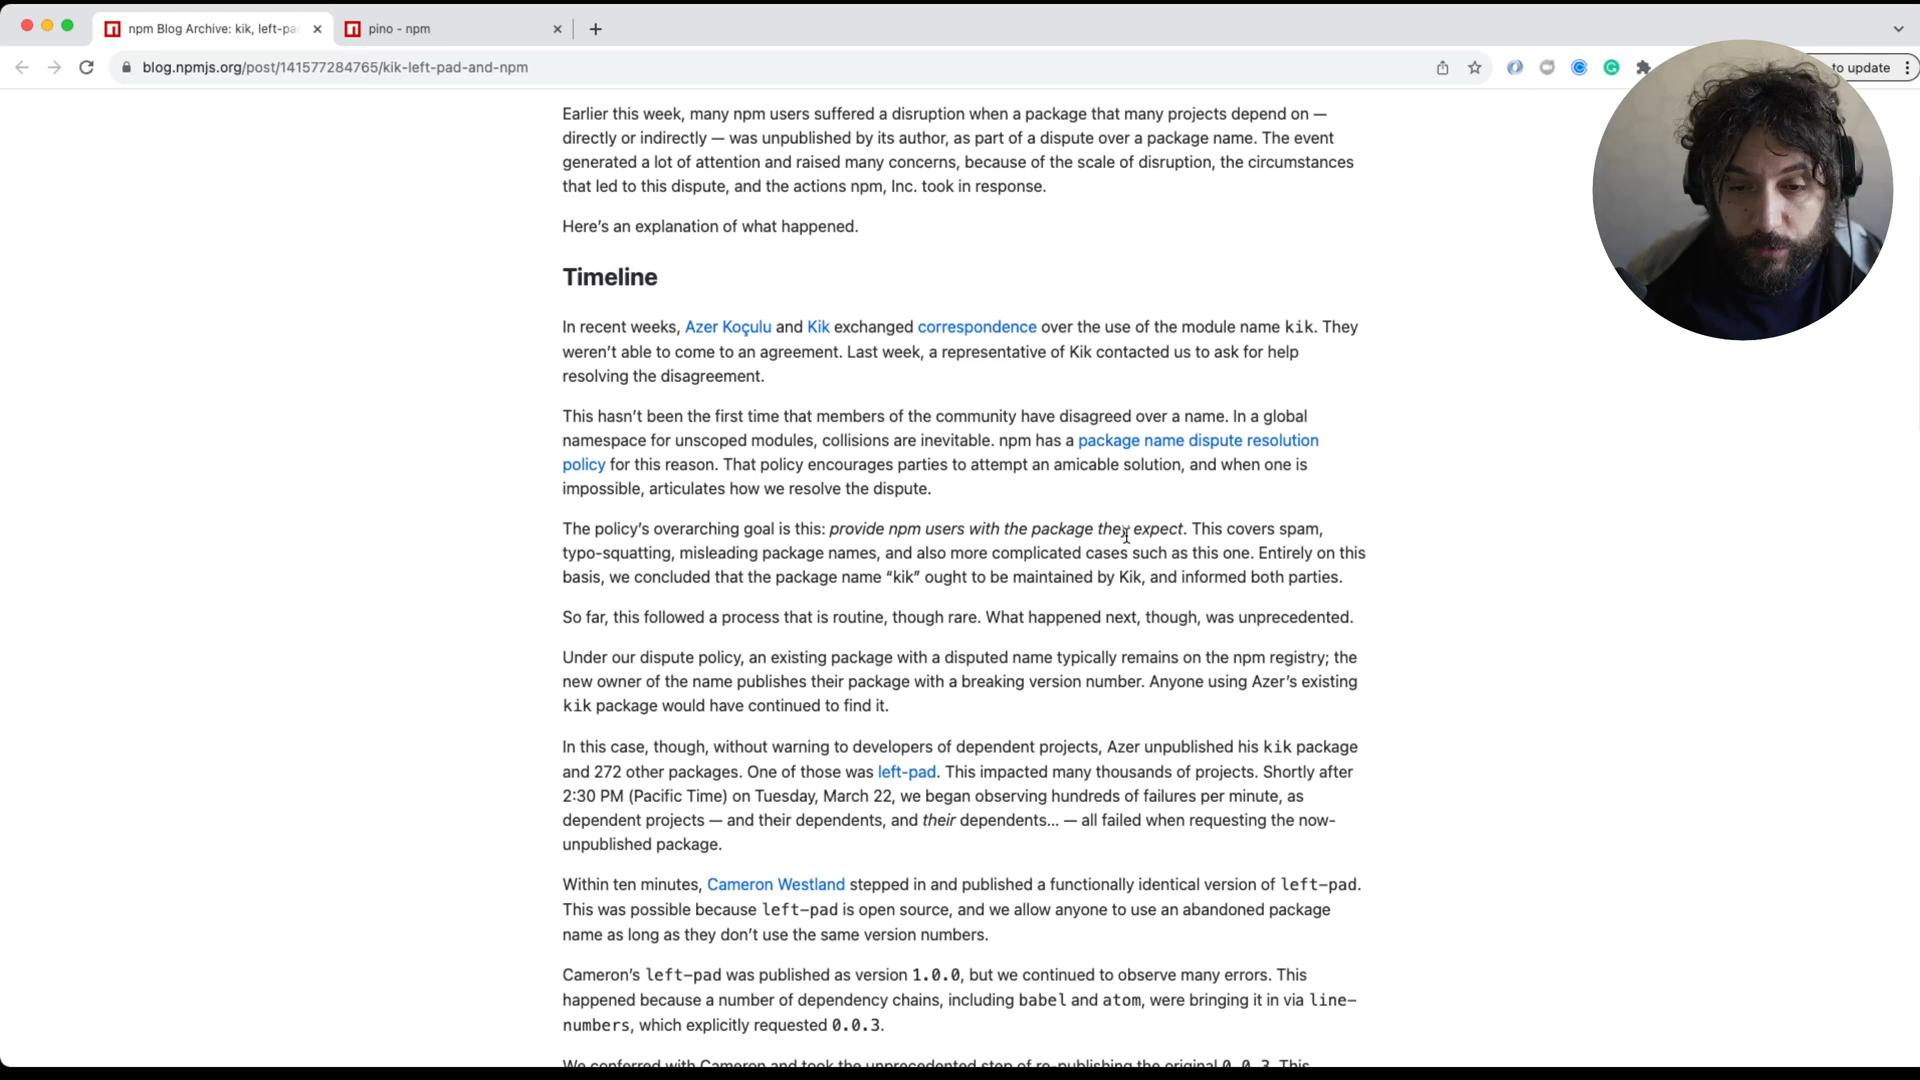 npm Blog Archive: kik, left-pa
pino - npm
blog.npmjs.org/post/141577284765/kik-left-pad-and-npm
to update
Earlier this week, many npm users suffered a disruption when a package that many projects depend on —
directly or indirectly — was unpublished by its author, as part of a dispute over a package name. The event
generated a lot of attention and raised many concerns, because of the scale of disruption, the circumstances
that led to this dispute, and the actions npm, Inc. took in response.
Here’s an explanation of what happened.
Timeline
In recent weeks, Azer Koçulu and Kik exchanged correspondence over the use of the module name kik. They
weren’t able to come to an agreement. Last week, a representative of Kik contacted us to ask for help
resolving the disagreement.
This hasn’t been the first time that members of the community have disagreed over a name. In a global
namespace for unscoped modules, collisions are inevitable. npm has a package name dispute resolution
policy for this reason. That policy encourages parties to attempt an amicable solution, and when one is
impossible, articulates how we resolve the dispute.
The policy’s overarching goal is this: provide npm users with the package they expect. This covers spam,
typo-squatting, misleading package names, and also more complicated cases such as this one. Entirely on this
basis, we concluded that the package name “kik” ought to be maintained by Kik, and informed both parties.
So far, this followed a process that is routine, though rare. What happened next, though, was unprecedented.
Under our dispute policy, an existing package with a disputed name typically remains on the npm registry; the
new owner of the name publishes their package with a breaking version number. Anyone using Azer’s existing
kik package would have continued to find it.
In this case, though, without warning to developers of dependent projects, Azer unpublished his kik package
and 272 other packages. One of those was left-pad. This impacted many thousands of projects. Shortly after
2:30 PM (Pacific Time) on Tuesday, March 22, we began observing hundreds of failures per minute, as
dependent projects — and their dependents, and their dependents... — all failed when requesting the now-
unpublished package.
Within ten minutes, Cameron Westland stepped in and published a functionally identical version of left-pad.
This was possible because left-pad is open source, and we allow anyone to use an abandoned package
name as long as they don’t use the same version numbers.
Cameron’s left-pad was published as version 1.0.0, but we continued to observe many errors. This
happened because a number of dependency chains, including babel and atom, were bringing it in via line-
numbers, which explicitly requested 0.0.3.
We conferred with Cameron and took the unprecedented step of re-publishing the original 0.0.3. This